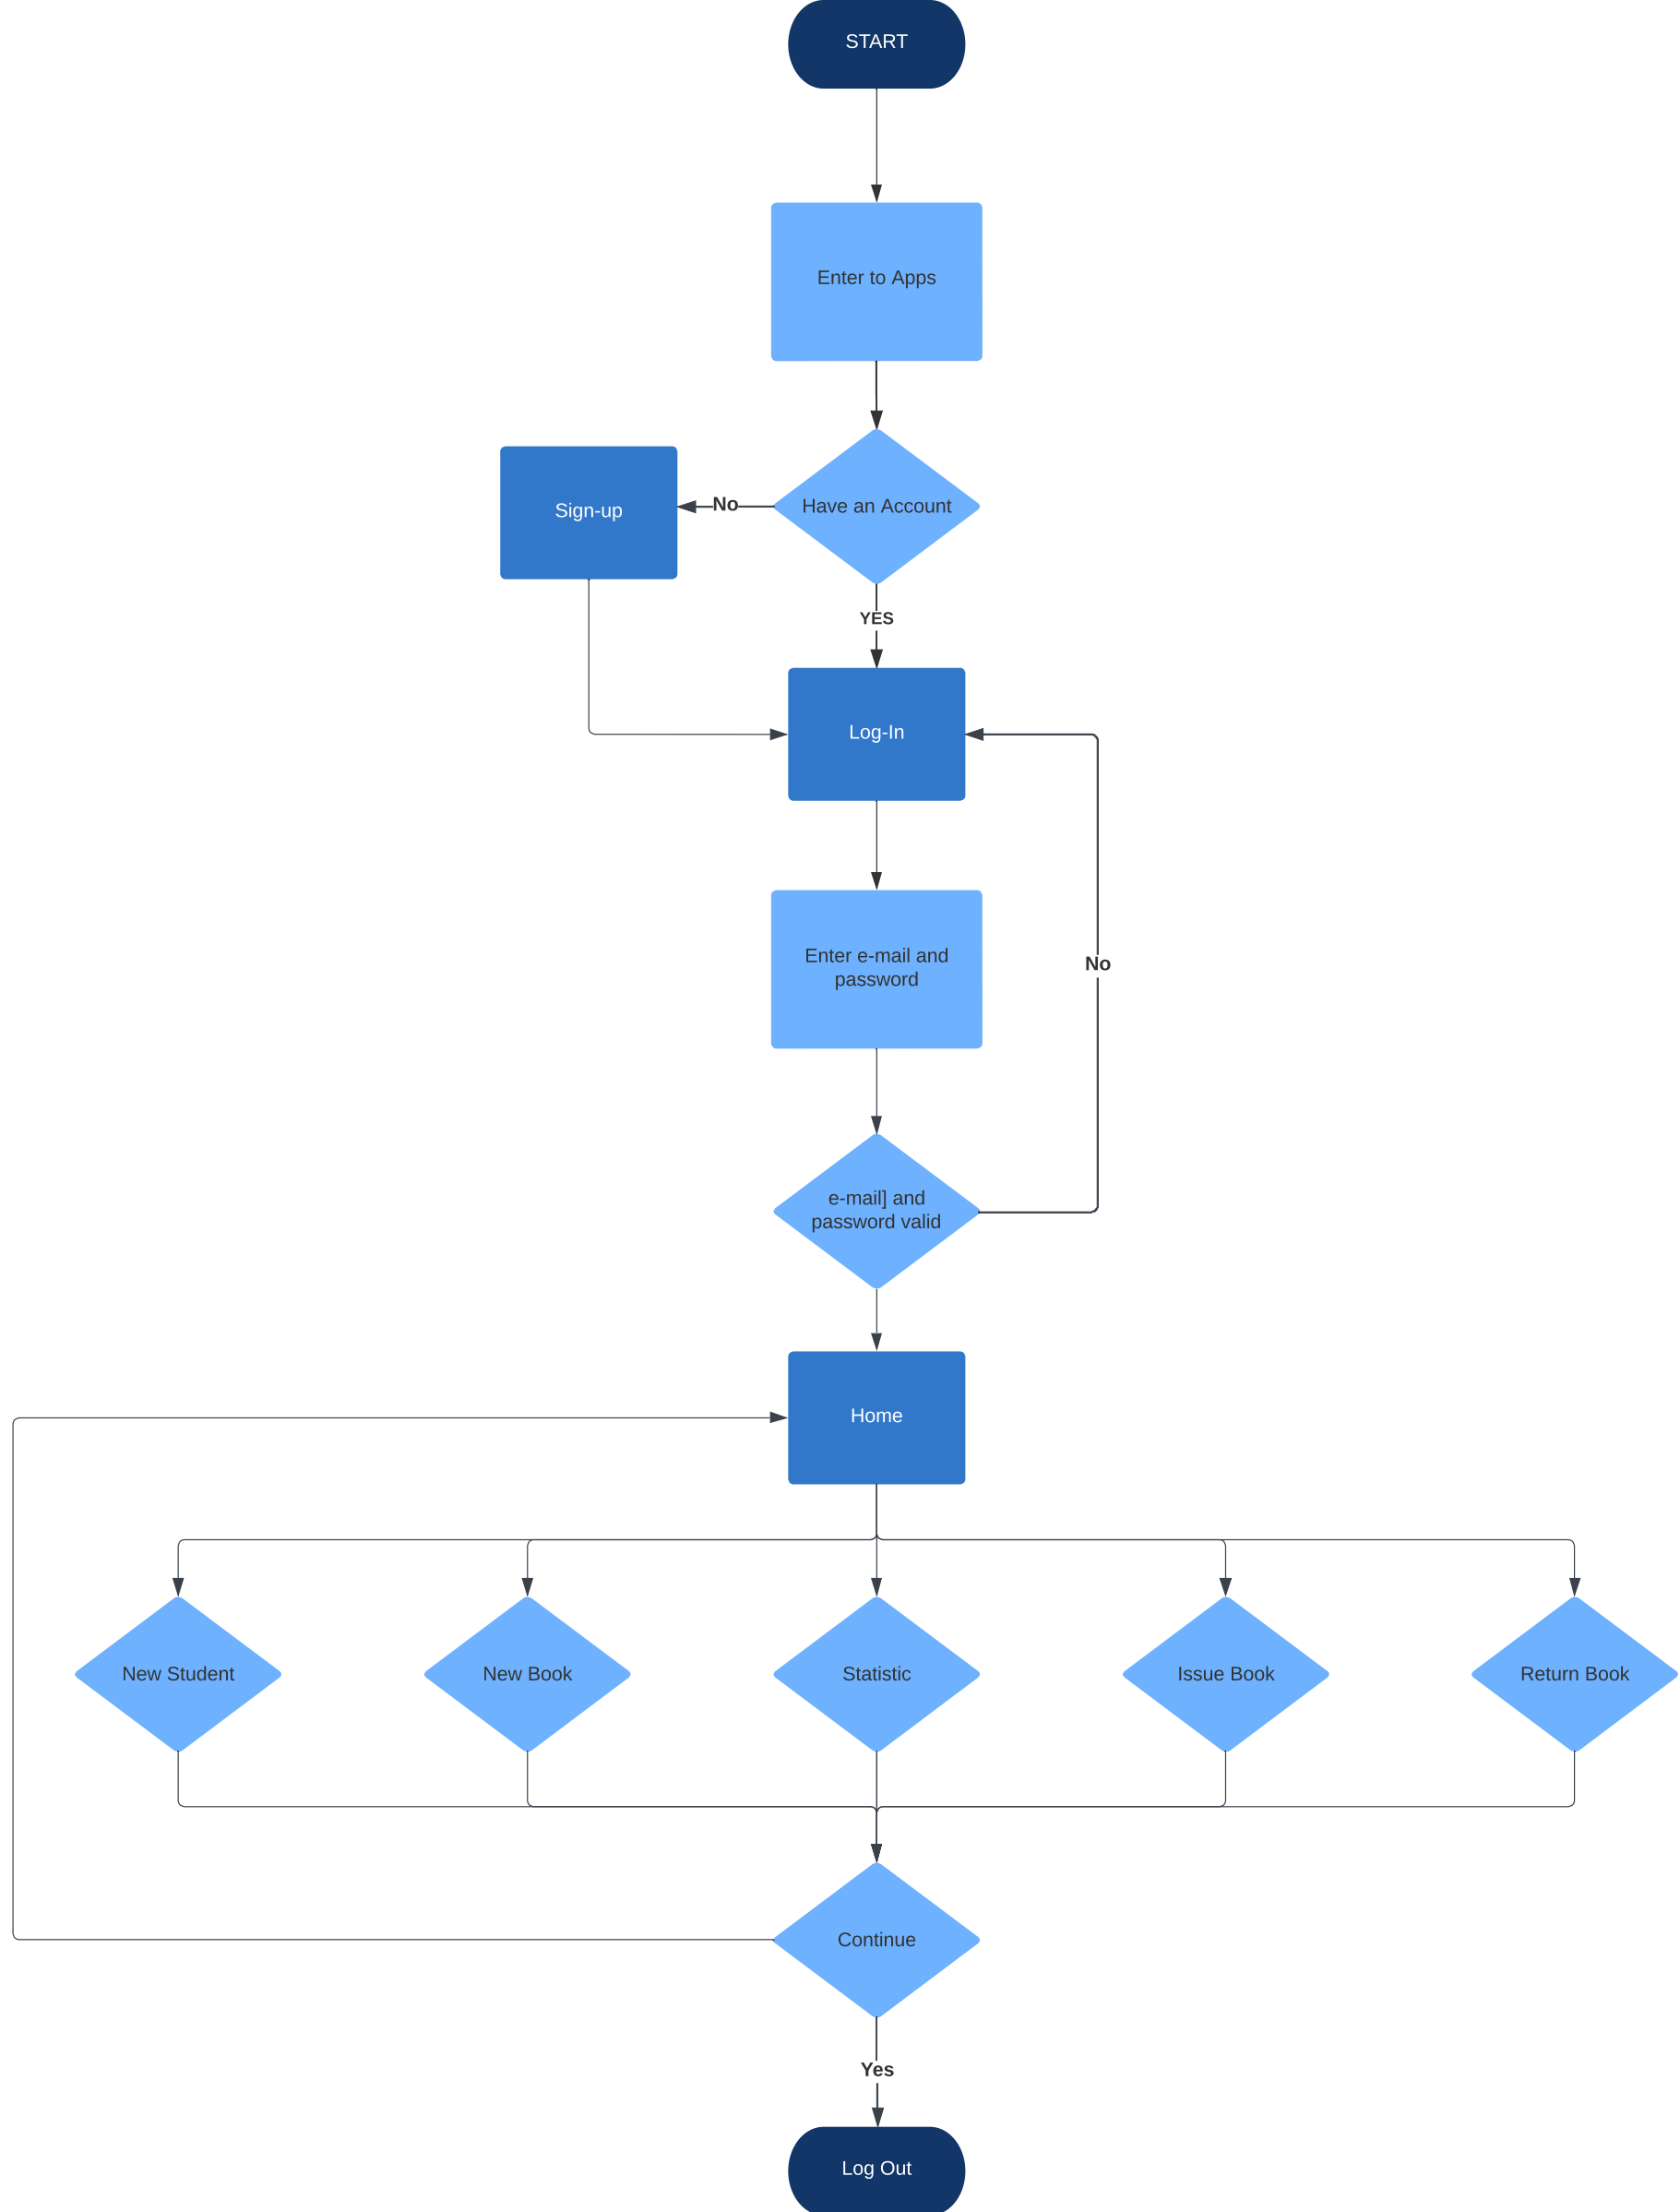 START
Enter to Apps
Have an Account
No
Sign-up
YES
Log-In
Enter e-mail and
password
No
e-mail] and
password valid
Home
New Student
New Book
Statistic
Issue Book
Return Book
Continue
Yes
Log Out